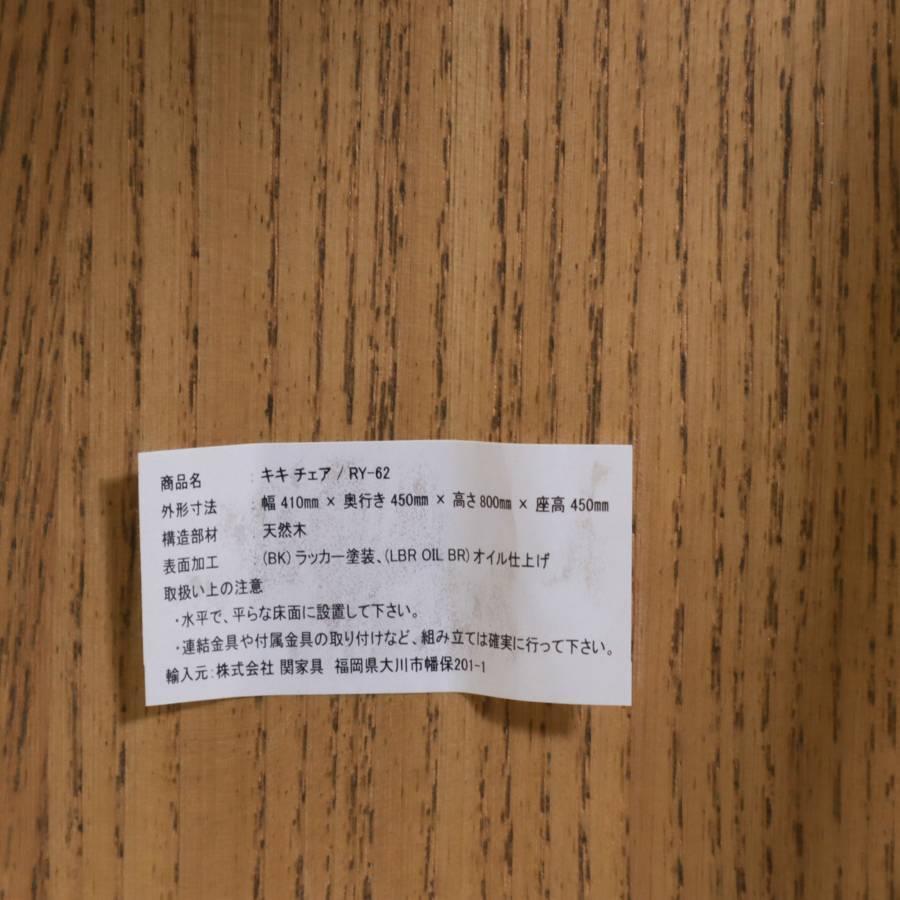 商品名 : キキ チェア / RY-62
外形寸法 : 幅 410㎜ × 奥行き 450㎜ × 高さ 800㎜ × 座高 450㎜
構造部材 : 天然木
表面加工 : (BK) ラッカー塗装、(LBR OIL BR) オイル仕上げ
取扱い上の注意
・水平で、平らな床面に設置して下さい。
・連結金具や付属金具の取り付けなど、組み立ては確実に行って下さい。
輸入元：株式会社 関家具 福岡県大川市幡保201-1